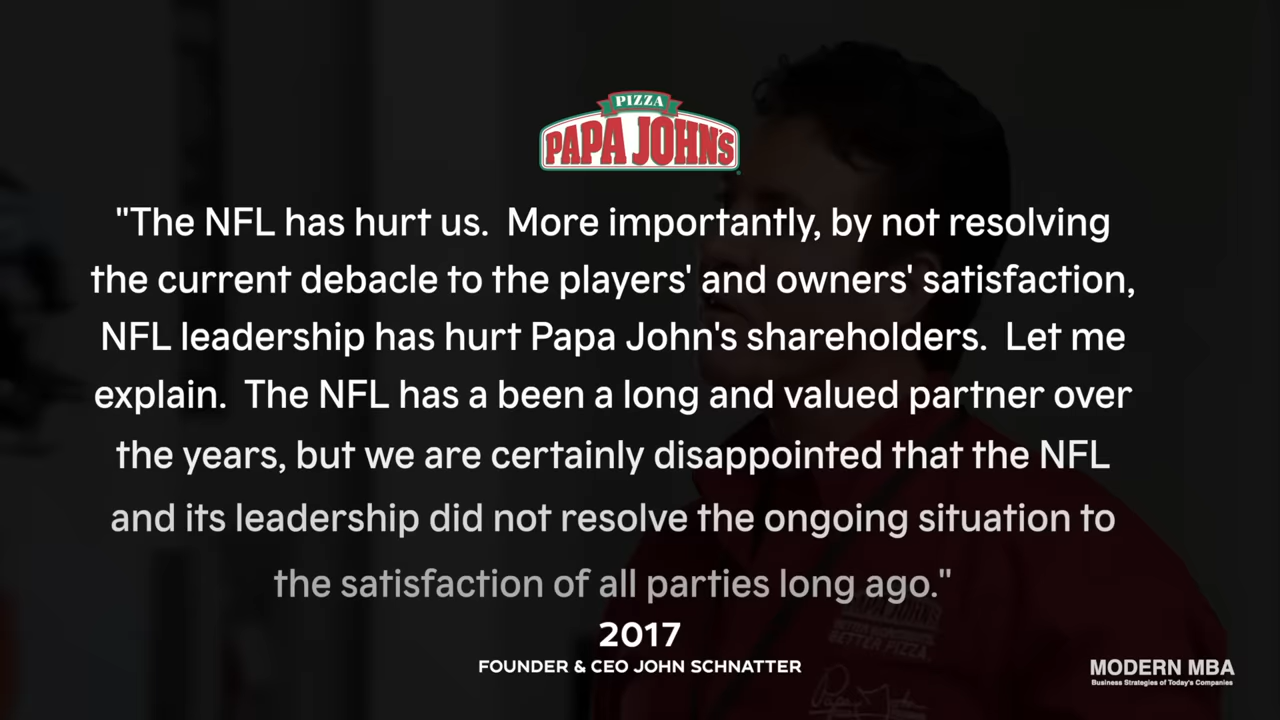 PIZZA
PAPA JOHN'S
"The NFL has hurt us. More importantly, by not resolving
the current debacle to the players' and owners' satisfaction,
NFL leadership has hurt Papa John's shareholders. Let me
explain. The NFL has a been a long and valued partner over
the years, but we are certainly disappointed that the NFL
and its leadership did not resolve the ongoing situation to
the satisfaction of all parties long ago."
PAPA JOHN'S
BETTER PIZZA.
2017
FOUNDER & CEO JOHN SCHNATTER
MODERN MBA
Business Strategies of Today's Companies